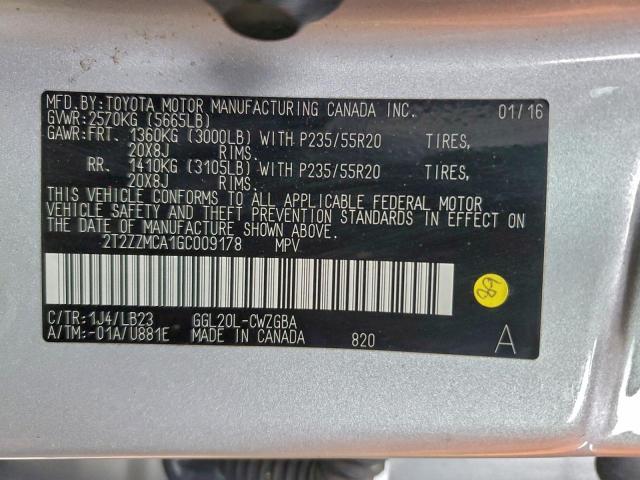 MFD.BY:TOYOTA MOTOR MANUFACTURING CANADA INC. 01/16
GVWR:2570KG (5665LB)
GAWR:FRT. 1360KG (3000LB) WITH P235/55R20 TIRES,
20X8J RIMS.
RR. 1410KG (3105LB) WITH P235/55R20 TIRES,
20X8J RIMS.
THIS VEHICLE CONFORMS TO ALL APPLICABLE FEDERAL MOTOR
VEHICLE SAFETY AND THEFT PREVENTION STANDARDS IN EFFECT ON
THE DATE OF MANUFACTURE SHOWN ABOVE.
2T2ZZMCA1GC009178 MPV
C/TR:1J4/LB23 GGL20L-CWZGBA
A/TM:-01A/U881E MADE IN CANADA 820 A